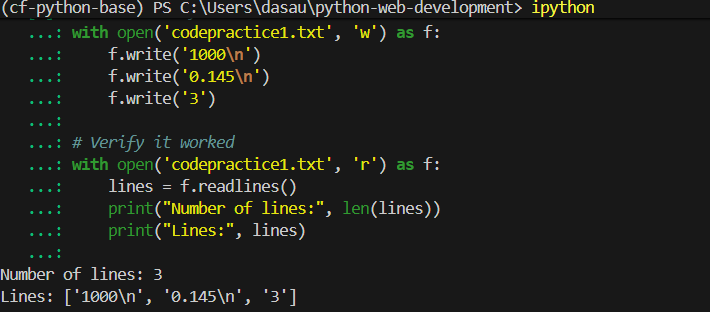 (cf-python-base) PS C:\Users\dasau\python-web-development> ipython
...: with open('codepractice1.txt', 'w') as f:
...:     f.write('1000\n')
...:     f.write('0.145\n')
...:     f.write('3')
...:
...: # Verify it worked
...: with open('codepractice1.txt', 'r') as f:
...:     lines = f.readlines()
...:     print("Number of lines:", len(lines))
...:     print("Lines:", lines)
...:
Number of lines: 3
Lines: ['1000\n', '0.145\n', '3']